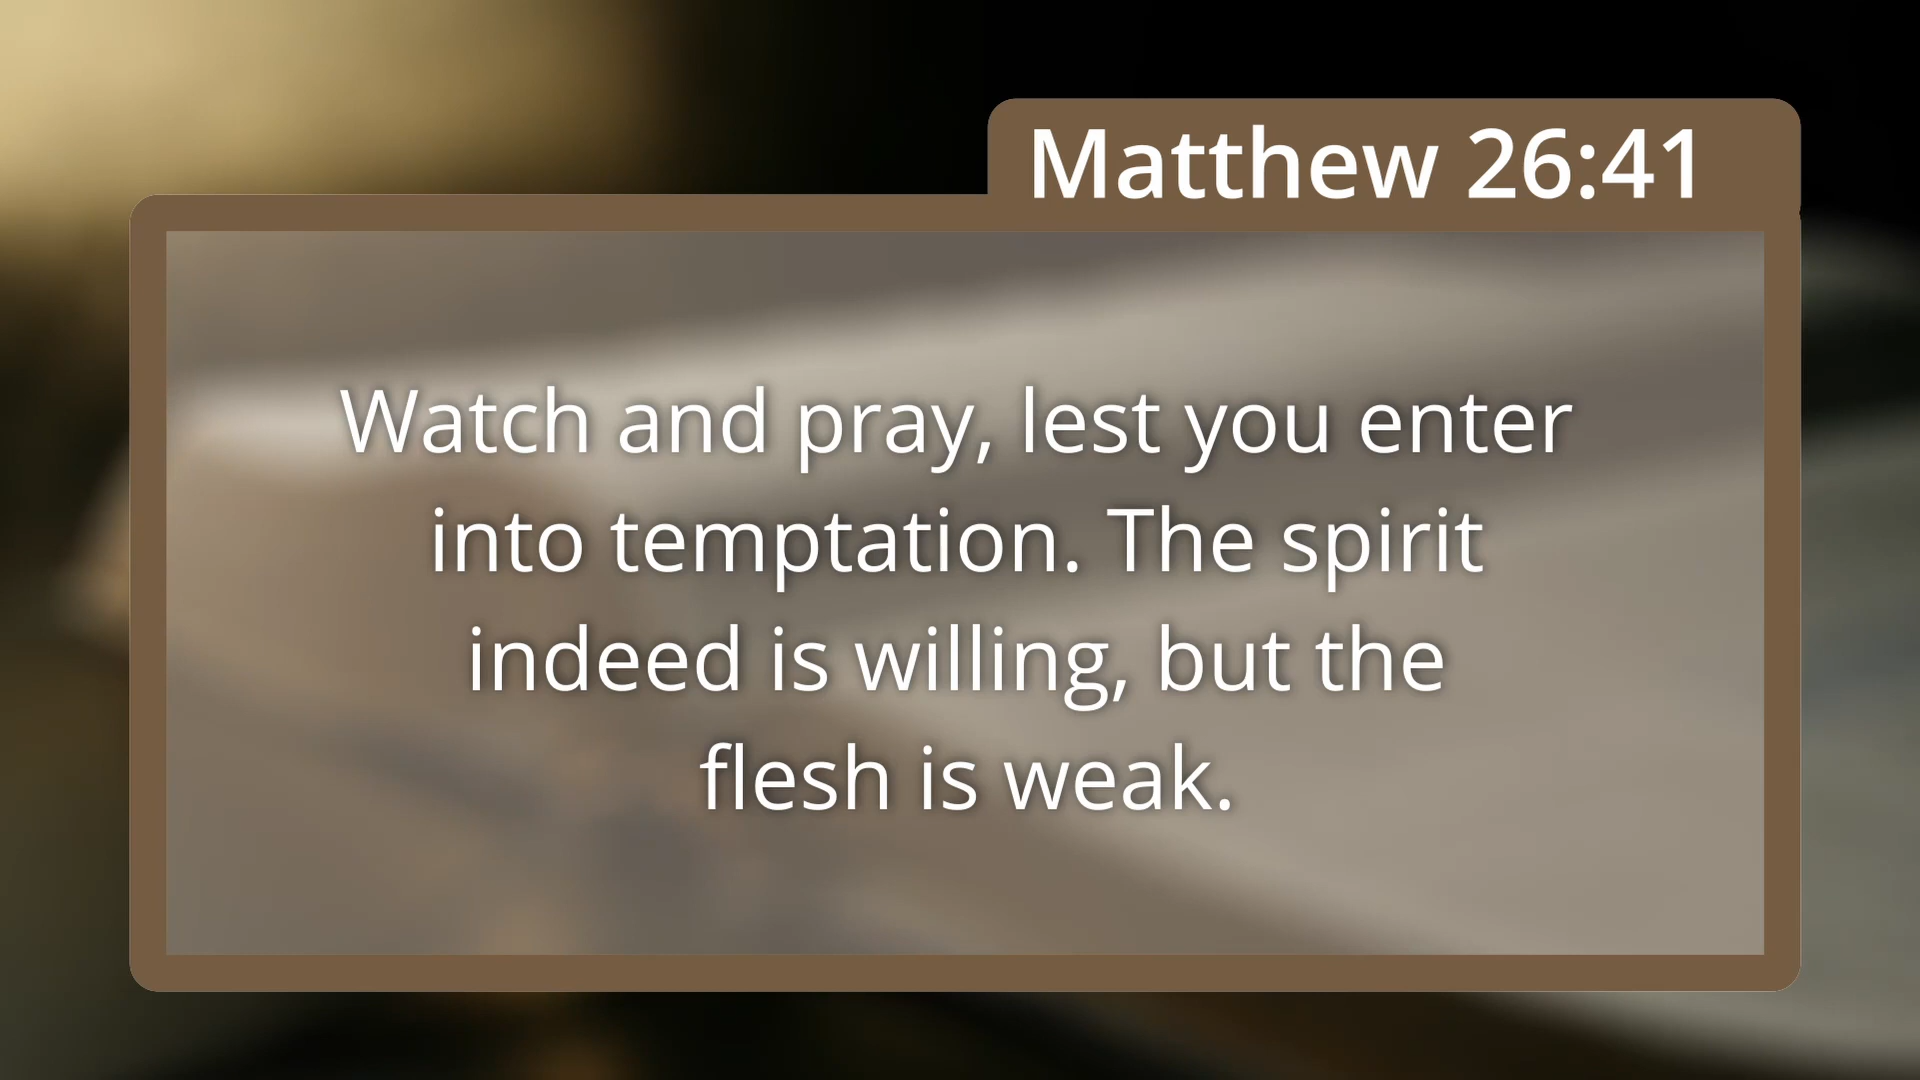 Matthew 26:41
Watch and pray, lest you enter
into temptation. The spirit
indeed is willing, but the
flesh is weak.